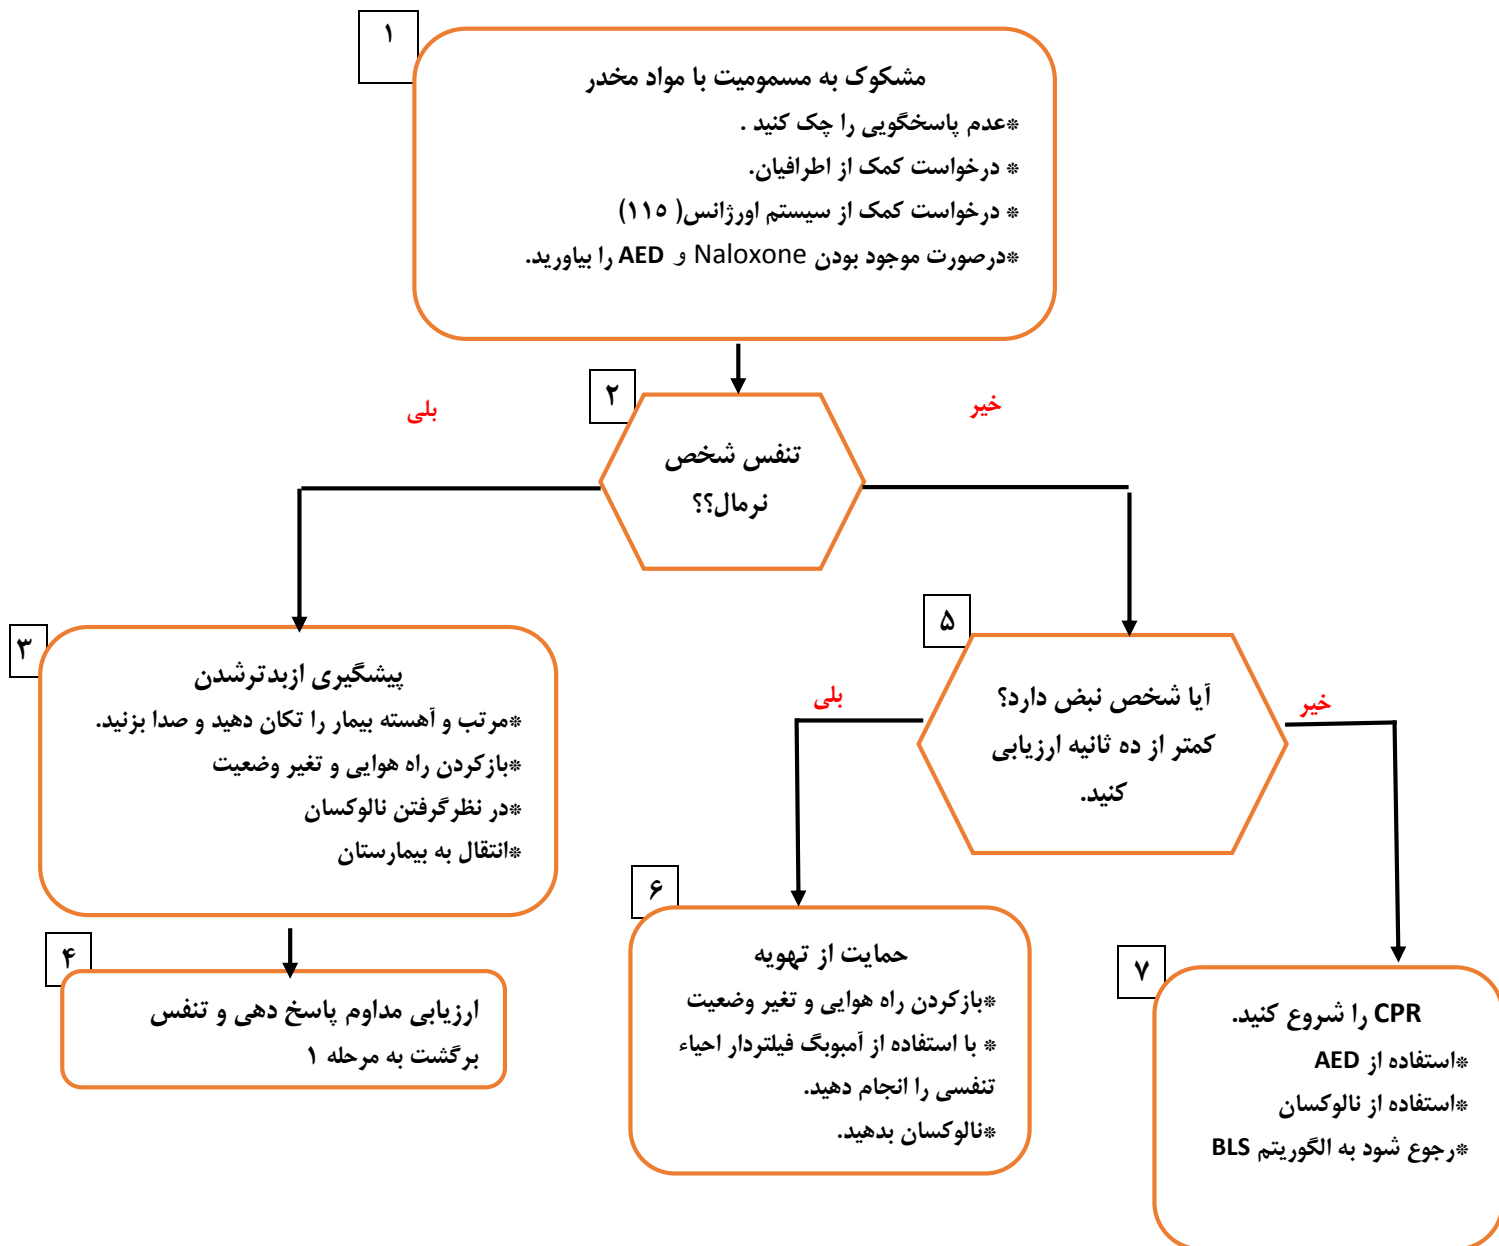 ۱
مشکوک به مسمومیت با مواد مخدر
*عدم پاسخگویی را چک کنید .
* درخواست کمک از اطرافیان.
* درخواست کمک از سیستم اورژانس( ۱۱۵)
*درصورت موجود بودن Naloxone و AED را بیاورید.
۲
تنفس شخص
نرمال؟؟
بلی
خیر
۳
پیشگیری ازبدترشدن
*مرتب و آهسته بیمار را تکان دهید و صدا بزنید.
*بازکردن راه هوایی و تغیر وضعیت
*در نظرگرفتن نالوکسان
*انتقال به بیمارستان
۴
ارزیابی مداوم پاسخ دهی و تنفس
برگشت به مرحله ۱
۵
آیا شخص نبض دارد؟
کمتر از ده ثانیه ارزیابی
کنید.
بلی
خیر
۶
حمایت از تهویه
*بازکردن راه هوایی و تغیر وضعیت
* با استفاده از آمبوبگ فیلتردار احیاء
تنفسی را انجام دهید.
*نالوکسان بدهید.
۷
CPR را شروع کنید.
*استفاده از AED
*استفاده از نالوکسان
*رجوع شود به الگوریتم BLS